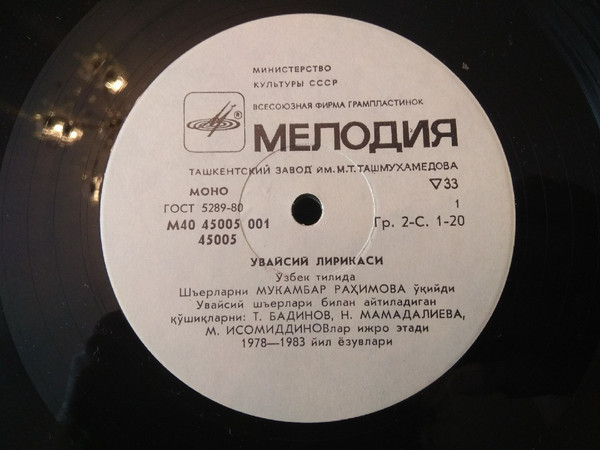 МИНИСТЕРСТВО
КУЛЬТУРЫ СССР
ВСЕСОЮЗНАЯ ФИРМА ГРАМПЛАСТИНОК
®
МЕЛОДИЯ
ТАШКЕНТСКИЙ ЗАВОД им. М.Т.ТАШМУХАМЕДОВА
МОНО ▽33
ГОСТ 5289-80 1
М40 45005 001 Гр. 2-С. 1-20
45005
УВАЙСИЙ ЛИРИКАСИ
Ўзбек тилида
Шъерларни МУКАМБАР РАҲИМОВА ўқийди
Увайсий шъерлари билан айтиладиган
қўшиқларни: Т. БАДИНОВ, Н. МАМАДАЛИЕВА,
М. ИСОМИДДИНОВлар ижро этади
1978—1983 йил ёзувлари